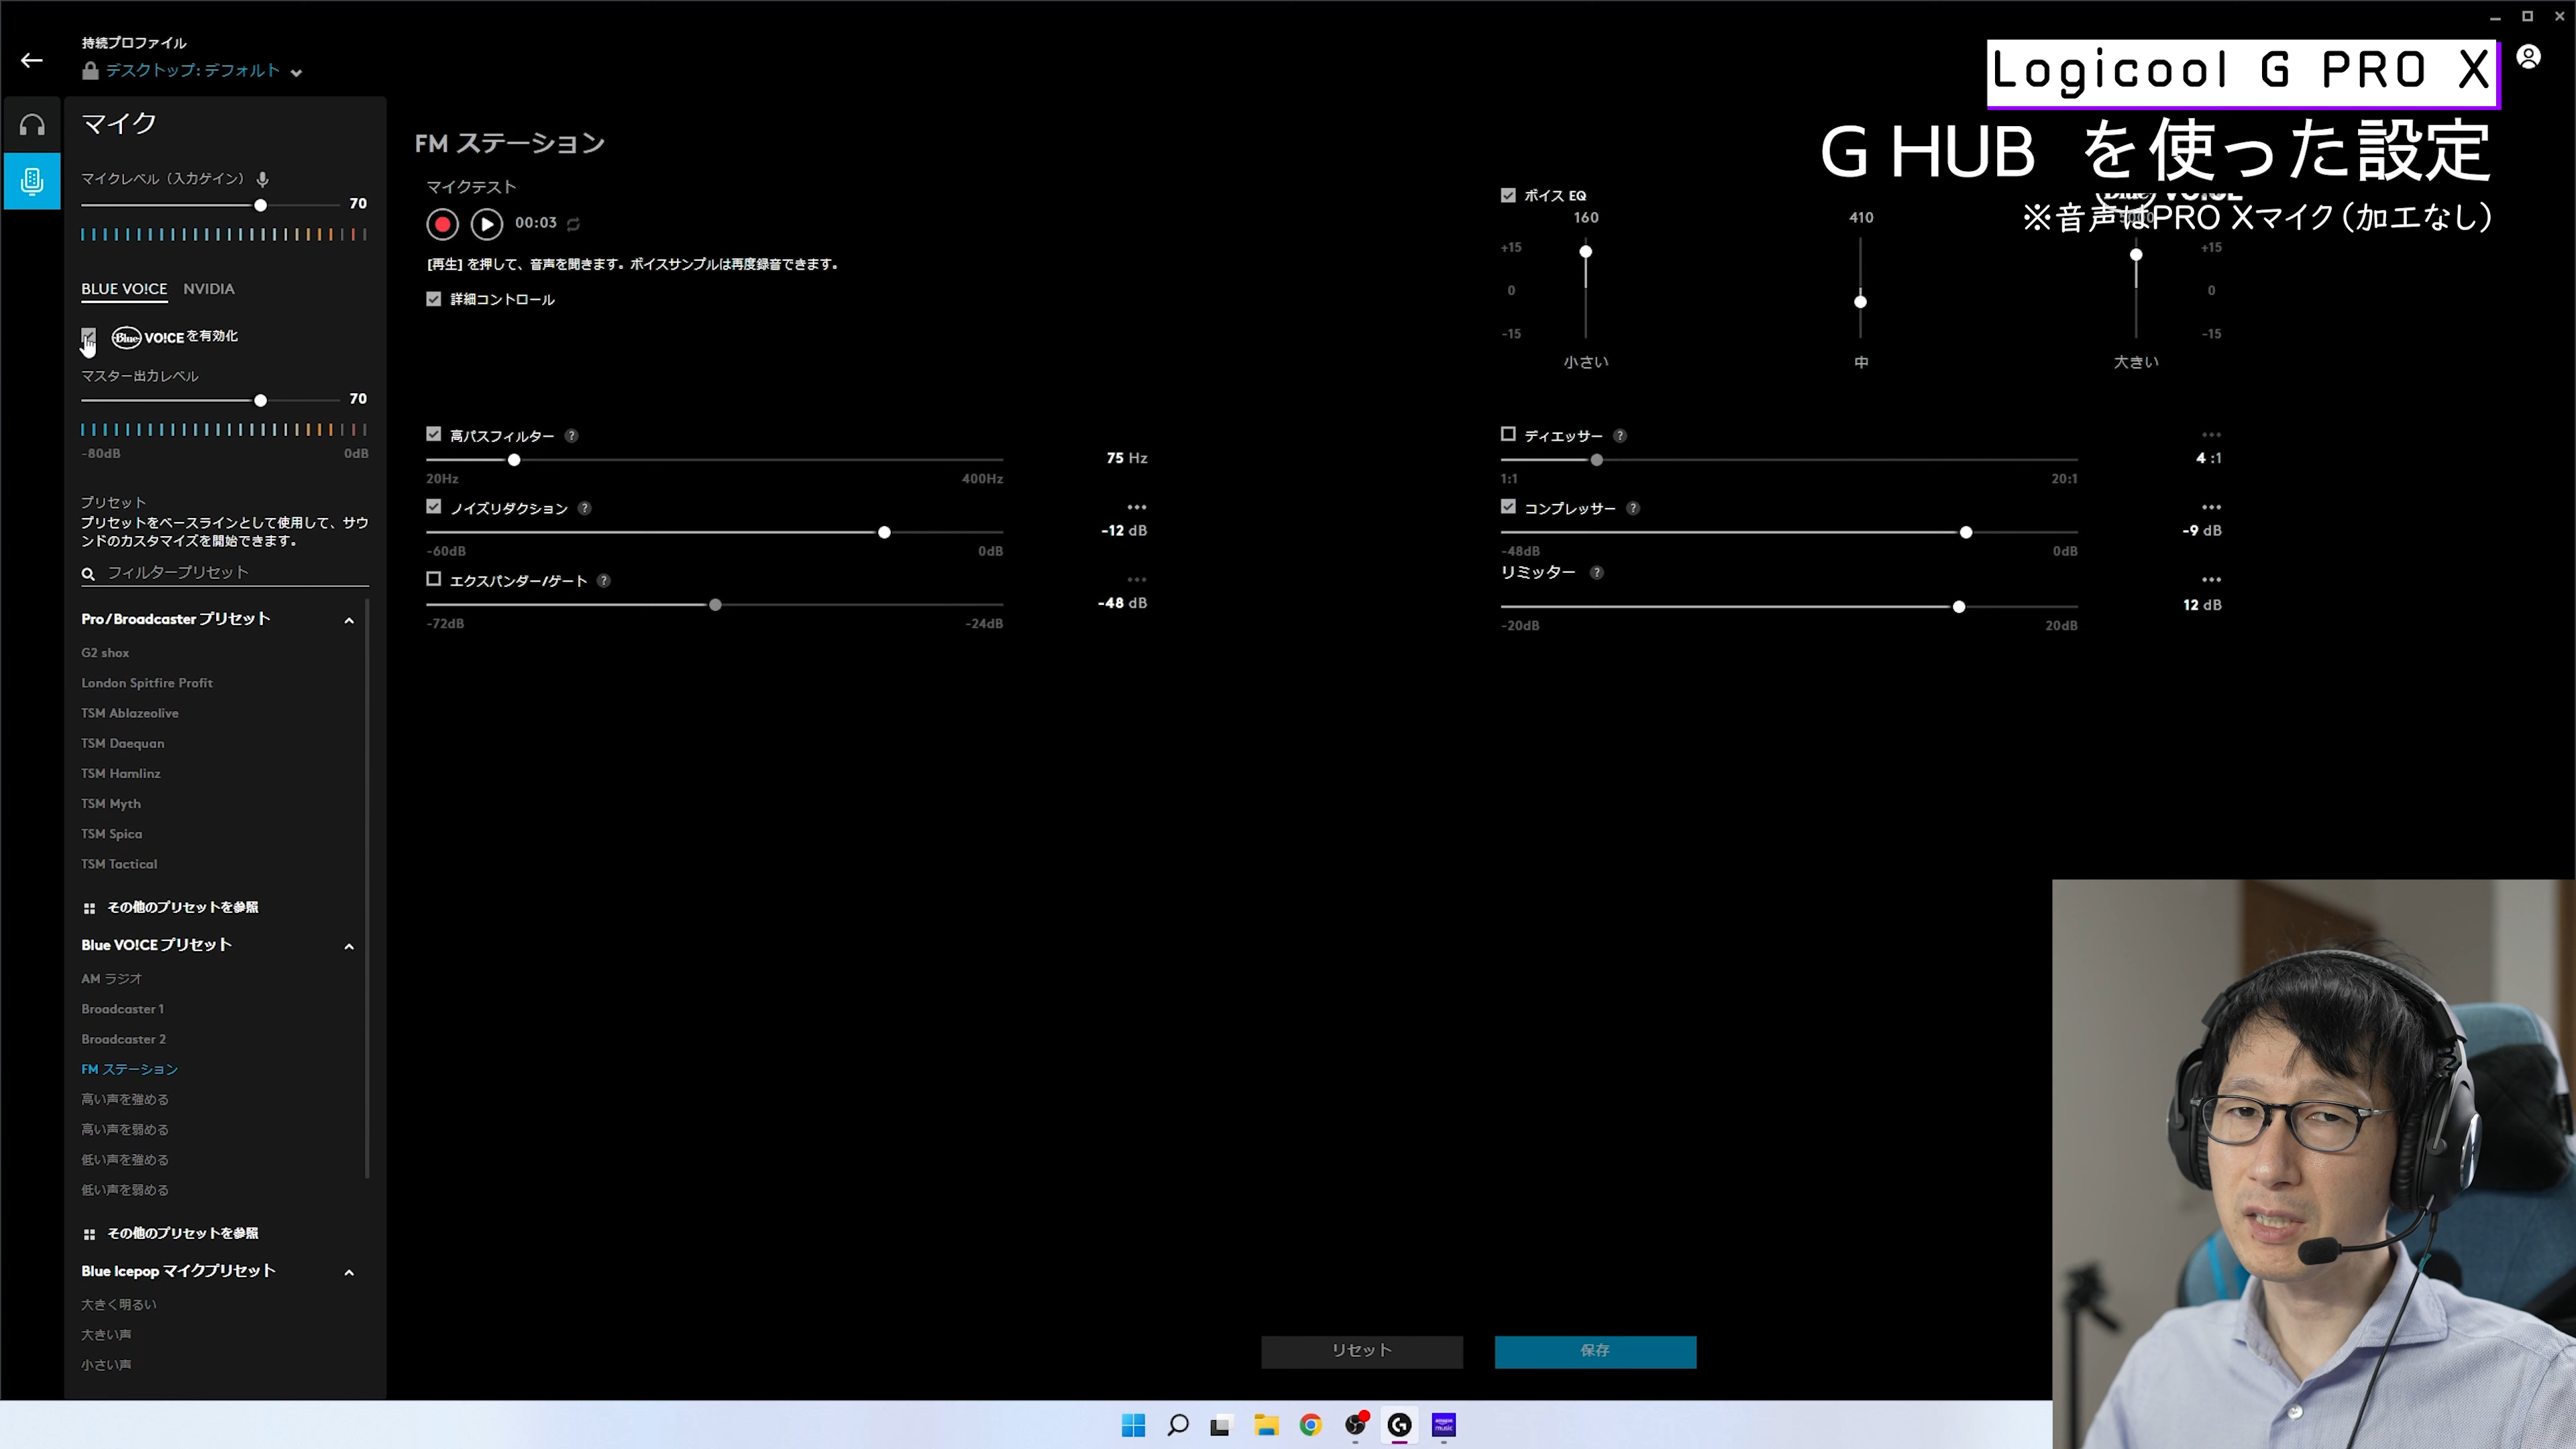 持続プロファイル
デスクトップ: デフォルト
Logicool G PRO X
G HUB を使った設定
※音声はPRO Xマイク（加工なし）
マイク
マイクレベル（入力ゲイン）
70
BLUE VO!CE NVIDIA
Blue VO!CE を有効化
マスター出力レベル
70
-80dB 0dB
プリセット
プリセットをベースラインとして使用して、サウ
ンドのカスタマイズを開始できます。
フィルタープリセット
Pro/Broadcaster プリセット
G2 shox
London Spitfire Profit
TSM Ablazeolive
TSM Daequan
TSM Hamlinz
TSM Myth
TSM Spica
TSM Tactical
その他のプリセットを参照
Blue VO!CE プリセット
AM ラジオ
Broadcaster 1
Broadcaster 2
FM ステーション
高い声を強める
高い声を弱める
低い声を強める
低い声を弱める
その他のプリセットを参照
Blue Icepop マイクプリセット
大きく明るい
大きい声
小さい声
FM ステーション
マイクテスト
00:03
[再生] を押して、音声を聞きます。ボイスサンプルは再度録音できます。
詳細コントロール
ボイス EQ
160 410
+15 +15
0 0
-15 -15
小さい 中 大きい
高パスフィルター ?
75 Hz
20Hz 400Hz
ノイズリダクション ?
-12 dB
-60dB 0dB
エクスパンダー/ゲート ?
-48 dB
-72dB -24dB
ディエッサー ?
4 :1
1:1 20:1
コンプレッサー ?
-9 dB
-48dB 0dB
リミッター ?
12 dB
-20dB 20dB
リセット 保存
amazon music